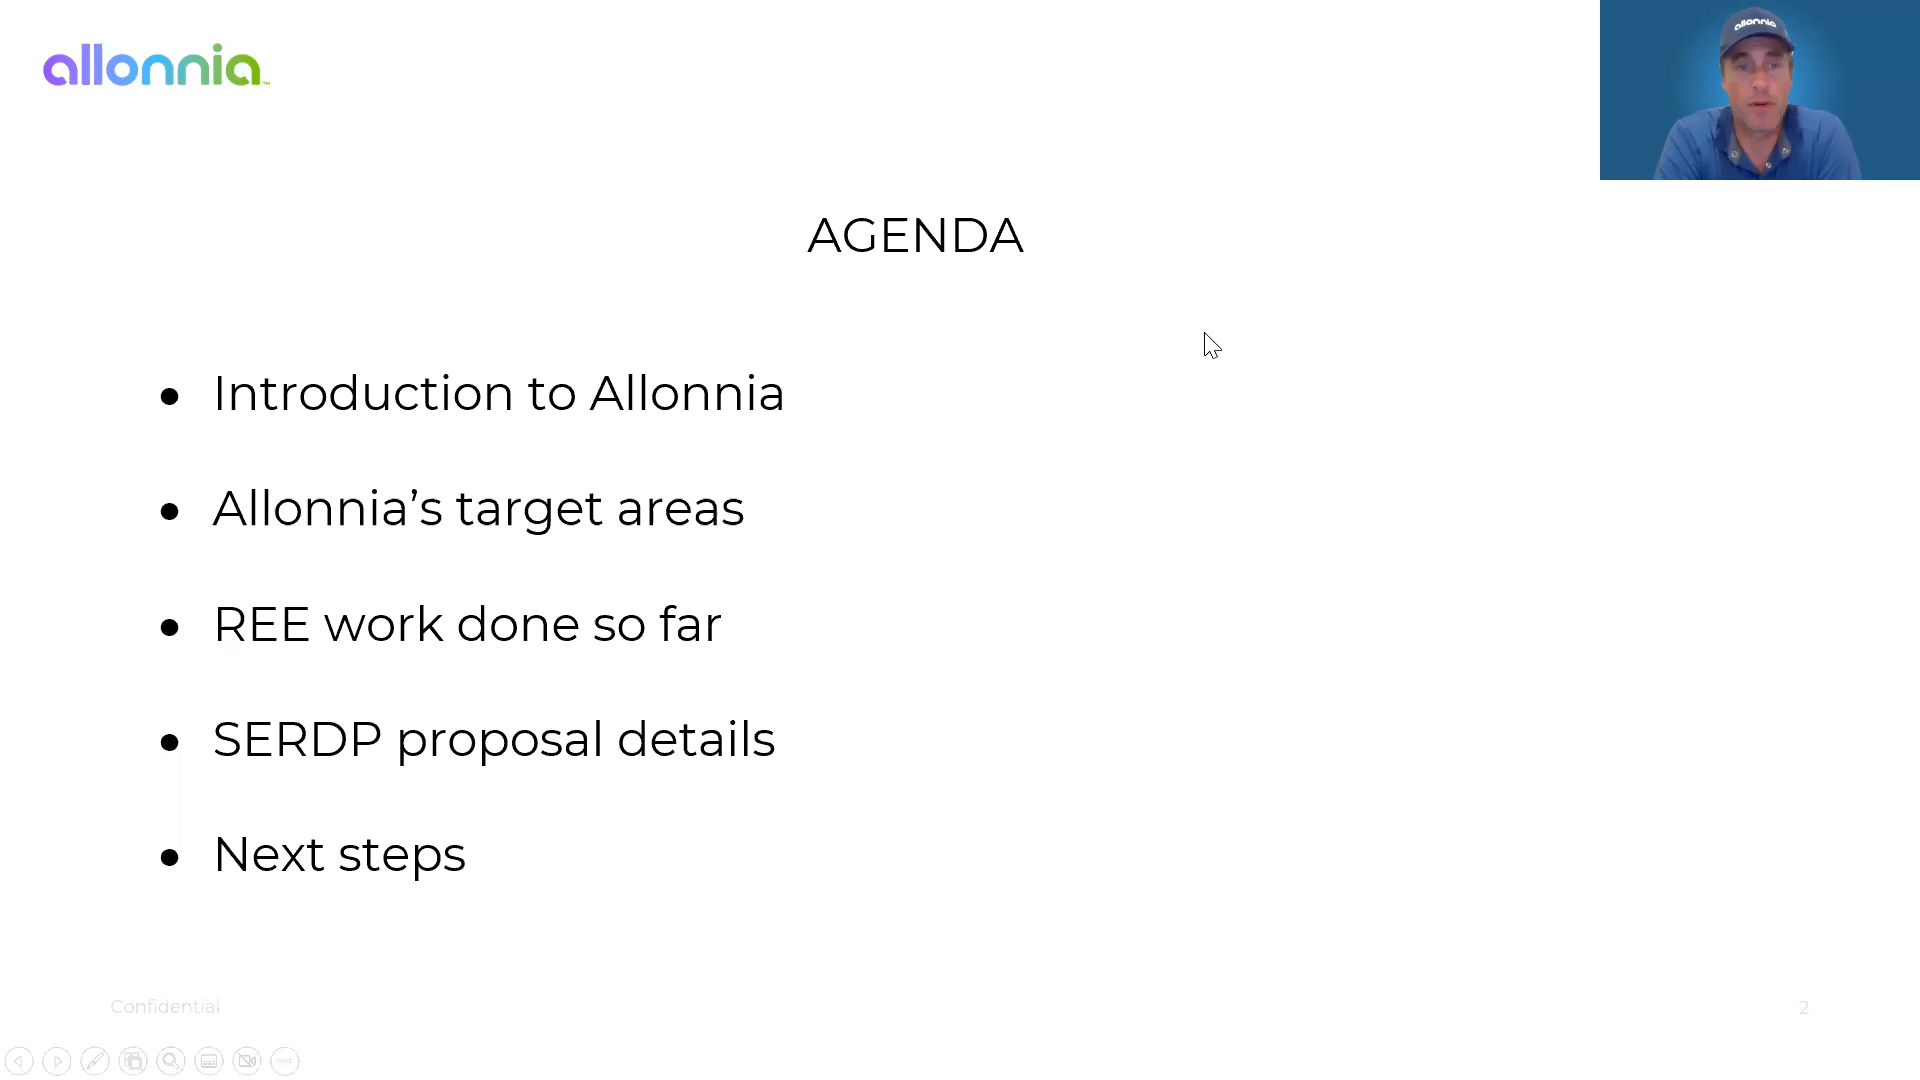 allonnia™
allonnia
AGENDA
• Introduction to Allonnia
• Allonnia’s target areas
• REE work done so far
• SERDP proposal details
• Next steps
Confidential
2